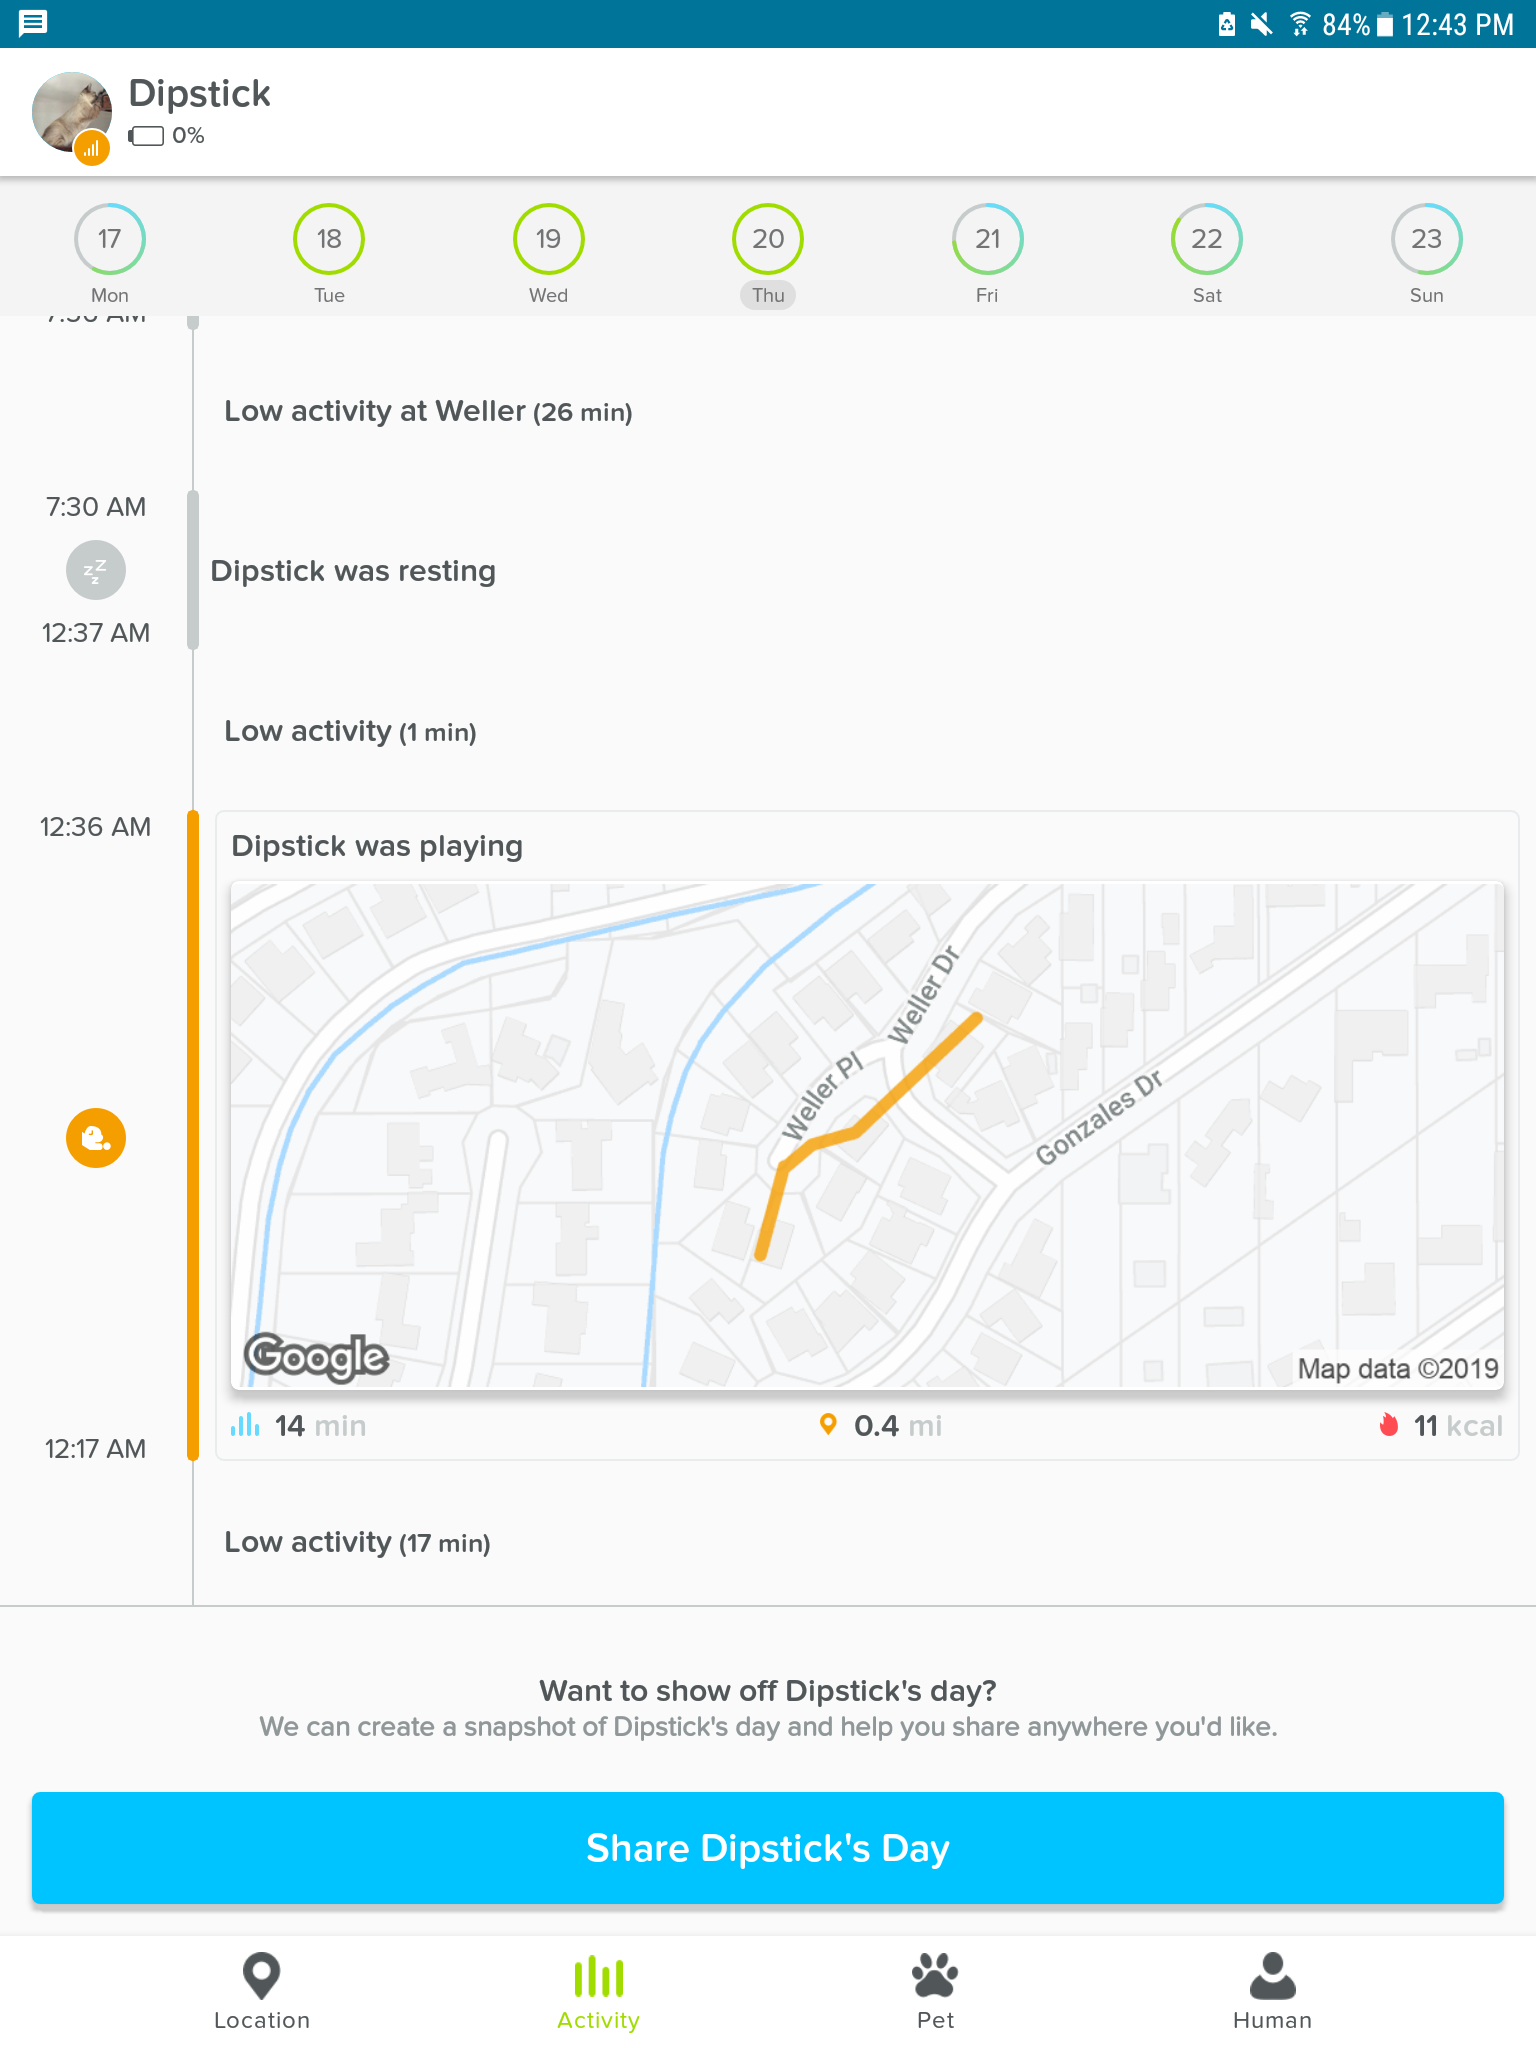 84% 12:43 PM
Dipstick
0%
17 18 19 20 21 22 23
Mon Tue Wed Thu Fri Sat Sun
Low activity at Weller (26 min)
7:30 AM
zzz
Dipstick was resting
12:37 AM
Low activity (1 min)
12:36 AM
Dipstick was playing
Weller Dr
Weller Pl
Gonzales Dr
Google
Map data ©2019
14 min 0.4 mi 11 kcal
12:17 AM
Low activity (17 min)
Want to show off Dipstick's day?
We can create a snapshot of Dipstick's day and help you share anywhere you'd like.
Share Dipstick's Day
Location Activity Pet Human